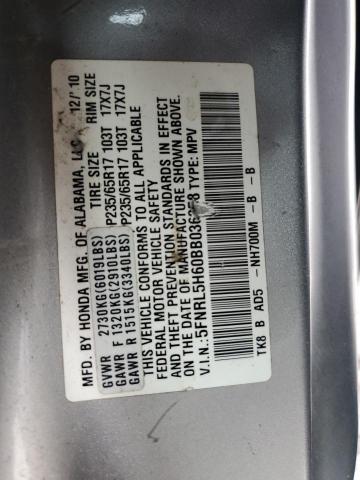 MFD. BY HONDA MFG. OF ALABAMA, LLC 12/'10
TIRE SIZE RIM SIZE
GVWR 2730KG(6019LBS)
GAWR F 1320KG(2910LBS) P235/65R17 103T 17X7J
GAWR R 1515KG(3340LBS) P235/65R17 103T 17X7J
THIS VEHICLE CONFORMS TO ALL APPLICABLE
FEDERAL MOTOR VEHICLE SAFETY
AND THEFT PREVENTION STANDARDS IN EFFECT
ON THE DATE OF MANUFACTURE SHOWN ABOVE.
V.I.N.: TYPE: MPV
TK8 B AD5 -NH700M -B -B